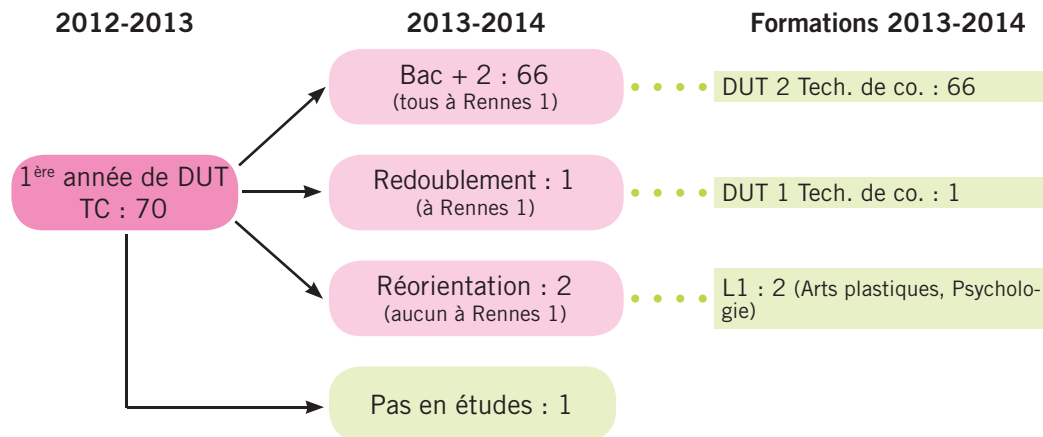 2012-2013
2013-2014
Formations 2013-2014
Bac + 2 : 66
(tous à Rennes 1)
DUT 2 Tech. de co. : 66
1ère année de DUT
TC : 70
Redoublement : 1
(à Rennes 1)
DUT 1 Tech. de co. : 1
Réorientation : 2
(aucun à Rennes 1)
L1 : 2 (Arts plastiques, Psycholo-
gie)
Pas en études : 1